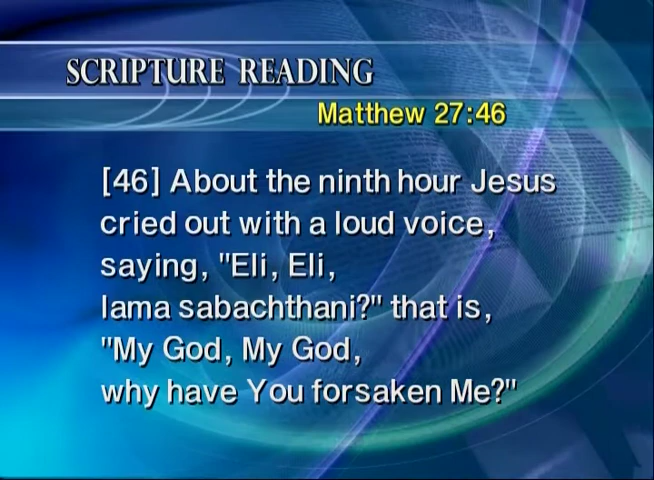 SCRIPTURE READING
Matthew 27:46
[46] About the ninth hour Jesus
cried out with a loud voice,
saying, "Eli, Eli,
lama sabachthani?" that is,
"My God, My God,
why have You forsaken Me?"